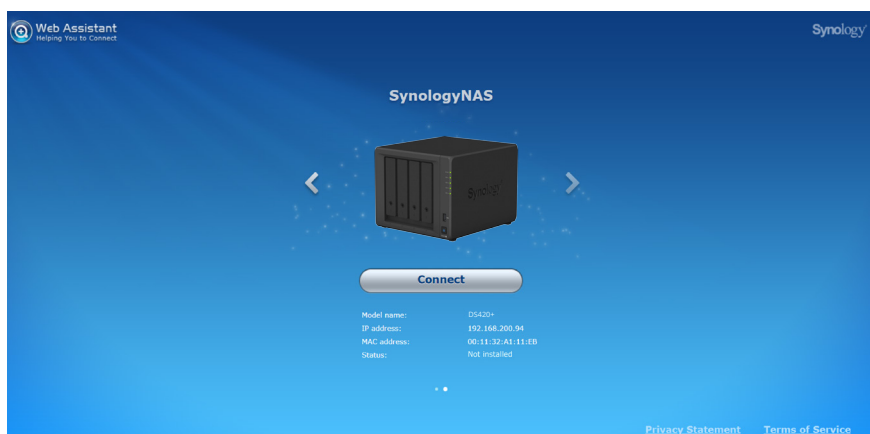 Web Assistant
Helping You to Connect
Synology
SynologyNAS
Synology
Connect
Model name: DS420+
IP address: 192.168.200.94
MAC address: 00:11:32:A1:11:EB
Status: Not installed
Privacy Statement Terms of Service